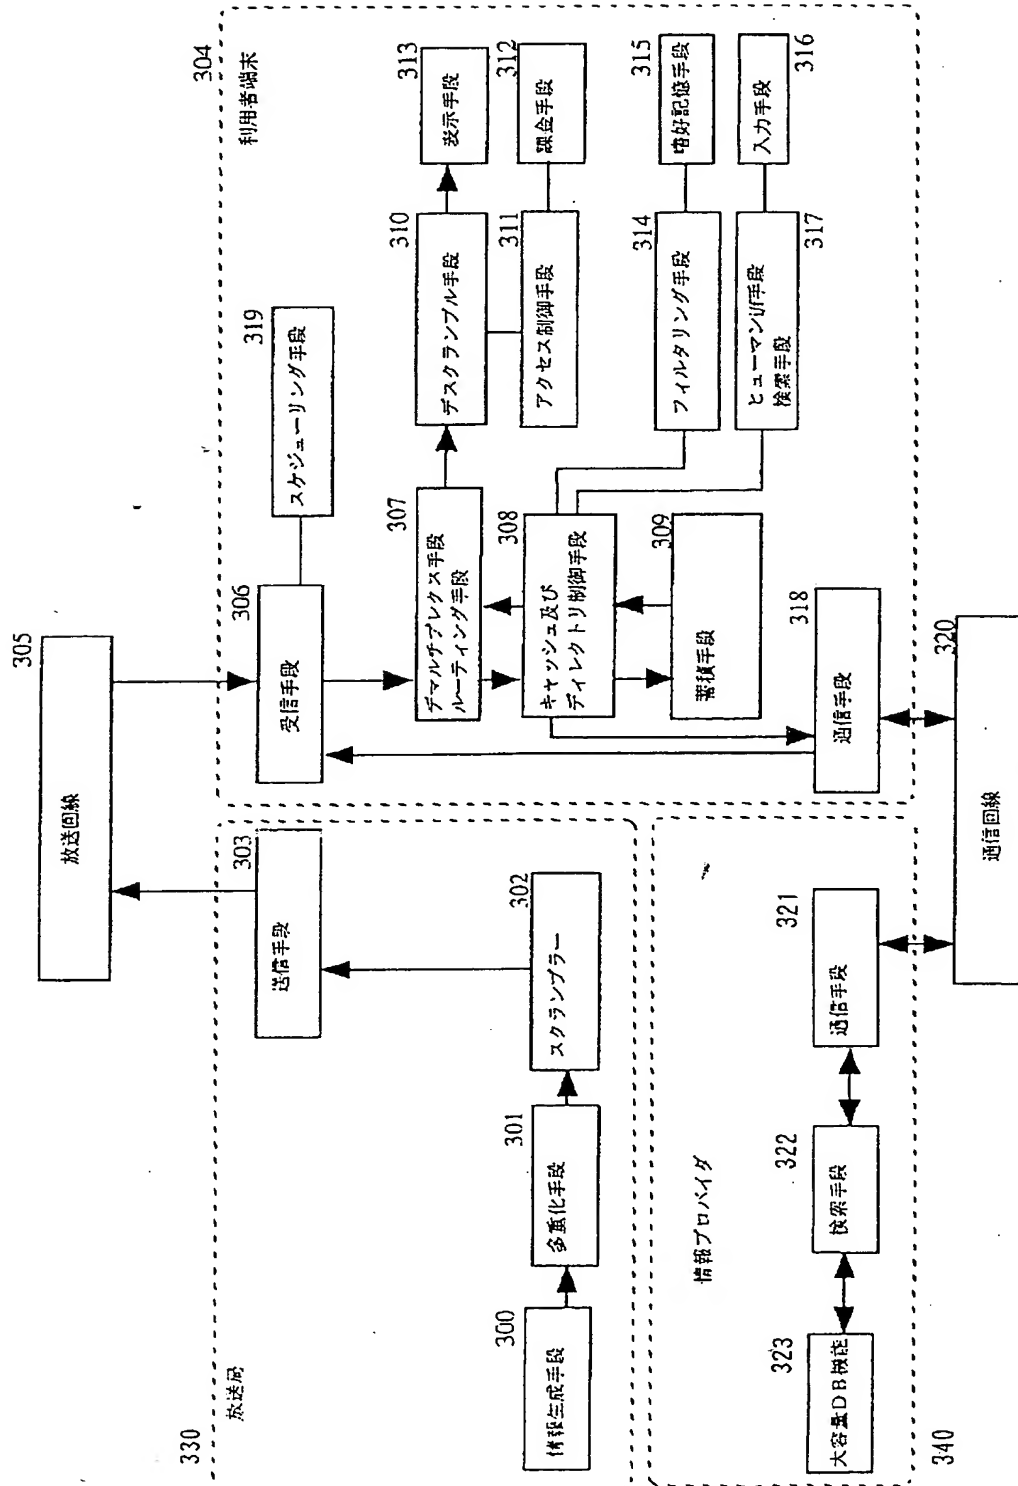 330
放送局
300
情報生成手段
301
多重化手段
302
スクランブラー
303
送信手段
305
放送回線
304
利用者端末
306
受信手段
319
スケジューリング手段
307
デマルチプレクス手段
ルーティング手段
310
デスクランブル手段
313
表示手段
311
アクセス制御手段
312
課金手段
308
キャッシュ及び
ディレクトリ制御手段
309
蓄積手段
314
フィルタリング手段
315
嗜好記憶手段
317
ヒューマンi/f手段
検索手段
316
入力手段
318
通信手段
320
通信回線
340
情報プロバイダ
323
大容量DB機能
322
検索手段
321
通信手段